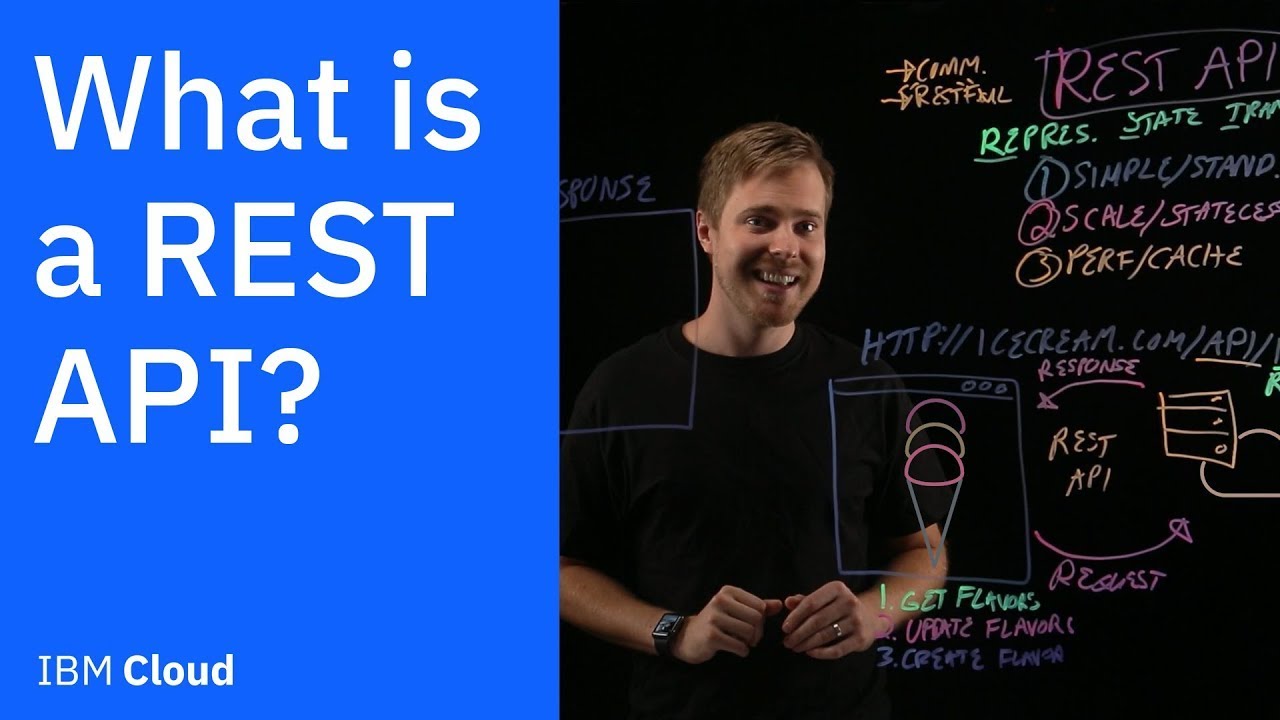 What is
a REST
API?
IBM Cloud
SPONSE
COMM.
RESTFUL
REST API
REPRES. STATE TRAN
1 SIMPLE/STAND.
2 SCALE/STATELESS
3 PERF/CACHE
HTTP://ICECREAM.COM/API/
RESPONSE
REST
API
REQUEST
1. GET FLAVORS
2. UPDATE FLAVORS
3. CREATE FLAVOR